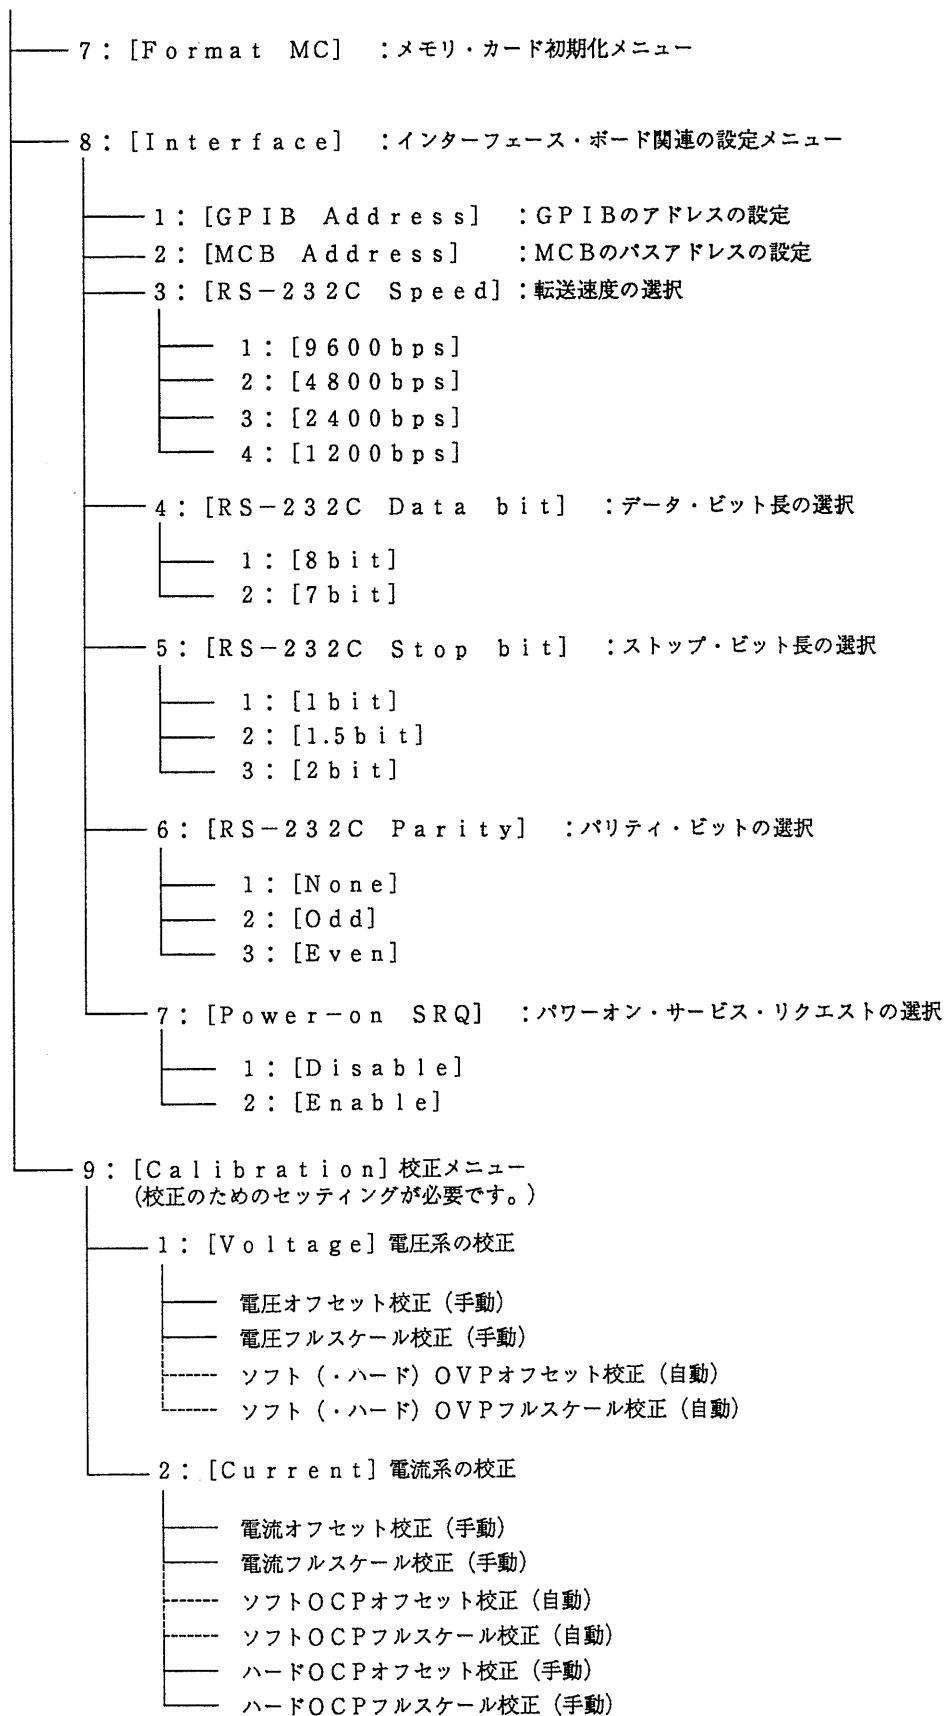 7：[Format MC] ：メモリ・カード初期化メニュー
8：[Interface] ：インターフェース・ボード関連の設定メニュー
1：[GPIB Address] ：GPIBのアドレスの設定
2：[MCB Address] ：MCBのバスアドレスの設定
3：[RS-232C Speed]：転送速度の選択
1：[9600bps]
2：[4800bps]
3：[2400bps]
4：[1200bps]
4：[RS-232C Data bit] ：データ・ビット長の選択
1：[8bit]
2：[7bit]
5：[RS-232C Stop bit] ：ストップ・ビット長の選択
1：[1bit]
2：[1.5bit]
3：[2bit]
6：[RS-232C Parity] ：パリティ・ビットの選択
1：[None]
2：[Odd]
3：[Even]
7：[Power-on SRQ] ：パワーオン・サービス・リクエストの選択
1：[Disable]
2：[Enable]
9：[Calibration] 校正メニュー
(校正のためのセッティングが必要です。)
1：[Voltage] 電圧系の校正
電圧オフセット校正（手動）
電圧フルスケール校正（手動）
ソフト（・ハード）OVPオフセット校正（自動）
ソフト（・ハード）OVPフルスケール校正（自動）
2：[Current] 電流系の校正
電流オフセット校正（手動）
電流フルスケール校正（手動）
ソフトOCPオフセット校正（自動）
ソフトOCPフルスケール校正（自動）
ハードOCPオフセット校正（手動）
ハードOCPフルスケール校正（手動）